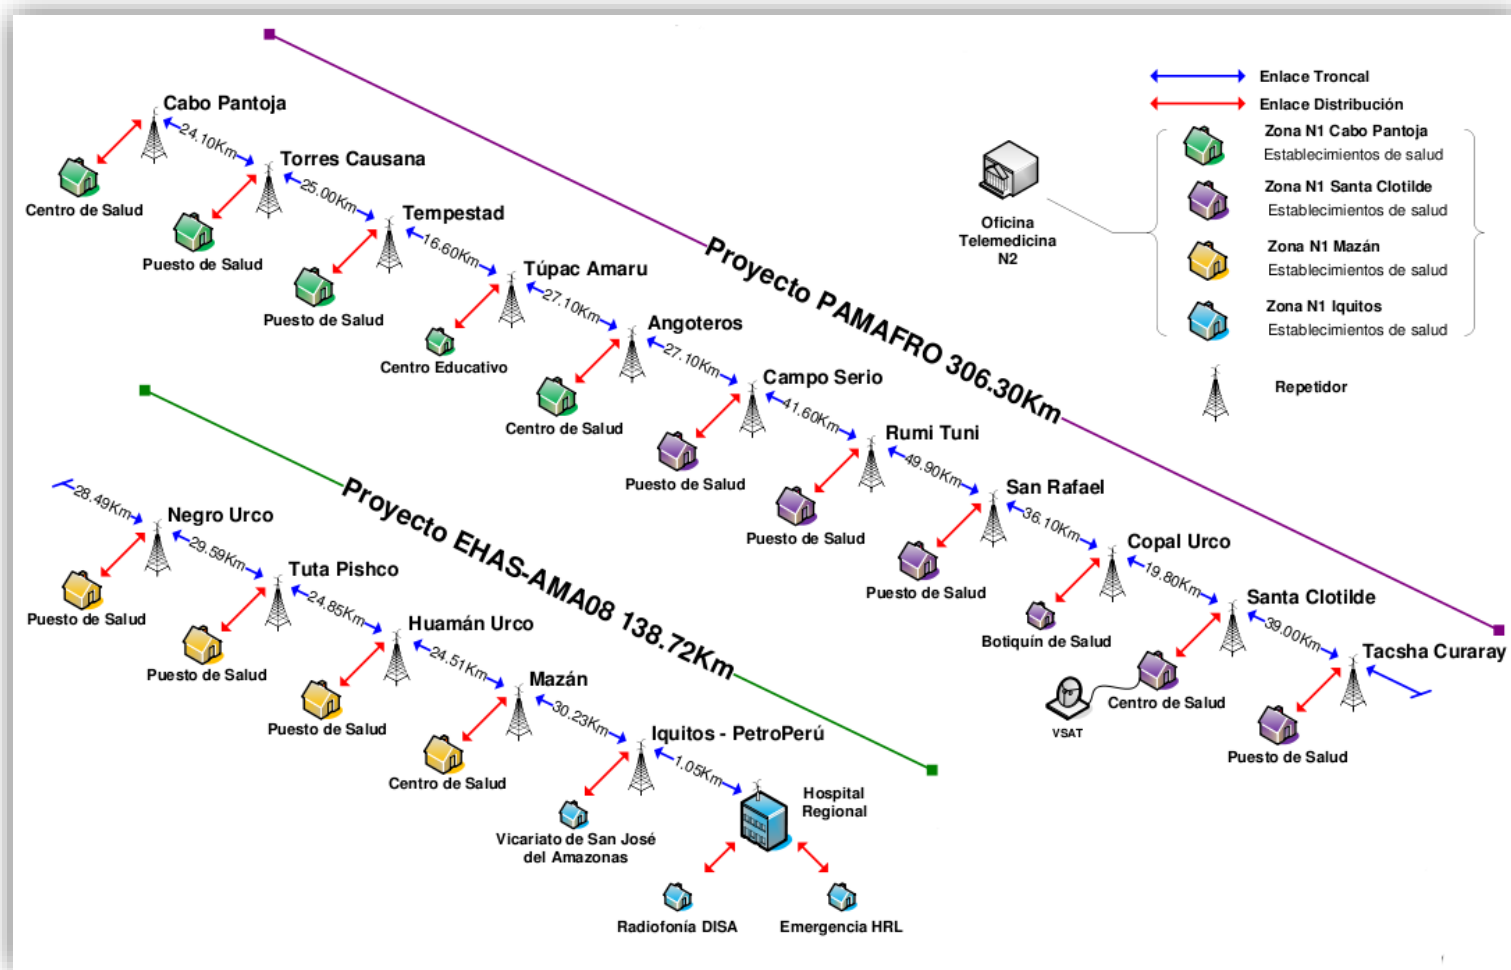 Cabo Pantoja
24.10Km
Centro de Salud
Torres Causana
25.00Km
Puesto de Salud
Tempestad
16.60Km
Puesto de Salud
Túpac Amaru
27.10Km
Centro Educativo
Angoteros
27.10Km
Centro de Salud
Campo Serio
41.60Km
Puesto de Salud
Rumi Tuni
49.90Km
Puesto de Salud
San Rafael
36.10Km
Puesto de Salud
Copal Urco
19.80Km
Botiquín de Salud
Santa Clotilde
39.00Km
Centro de Salud
VSAT
Tacsha Curaray
Puesto de Salud
Proyecto PAMAFRO 306.30Km
Enlace Troncal
Enlace Distribución
Zona N1 Cabo Pantoja
Establecimientos de salud
Zona N1 Santa Clotilde
Establecimientos de salud
Zona N1 Mazán
Establecimientos de salud
Zona N1 Iquitos
Establecimientos de salud
Repetidor
Oficina
Telemedicina
N2
Proyecto EHAS-AMA08 138.72Km
28.49Km
Negro Urco
29.59Km
Puesto de Salud
Tuta Pishco
24.85Km
Puesto de Salud
Huamán Urco
24.51Km
Puesto de Salud
Mazán
30.23Km
Centro de Salud
Iquitos - PetroPerú
1.05Km
Vicariato de San José
del Amazonas
Hospital
Regional
Radiofonía DISA
Emergencia HRL